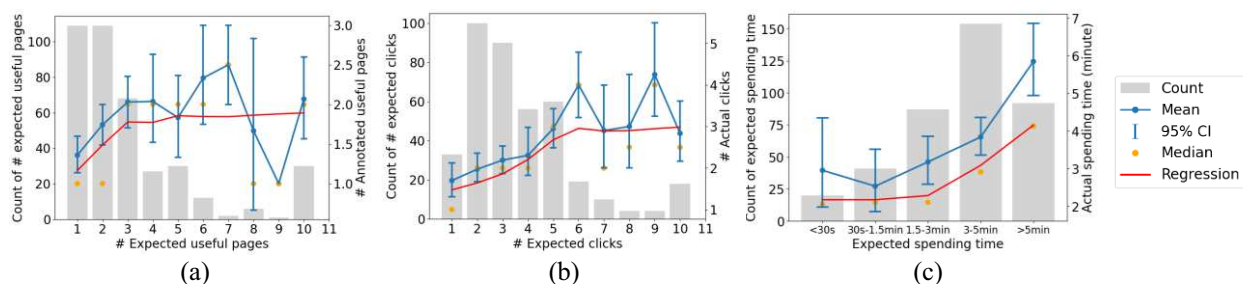 Count of # expected useful pages
100
80
60
40
20
0
3.0
2.5
2.0
1.5
1.0
# Annotated useful pages
1 2 3 4 5 6 7 8 9 10 11
# Expected useful pages
(a)
Count of # expected clicks
100
80
60
40
20
0
5
4
3
2
1
# Actual clicks
1 2 3 4 5 6 7 8 9 10 11
# Expected clicks
(b)
Count of expected spending time
150
125
100
75
50
25
0
7
6
5
4
3
2
Actual spending time (minute)
<30s 30s-1.5min 1.5-3min 3-5min >5min
Expected spending time
(c)
Count
Mean
95% CI
Median
Regression